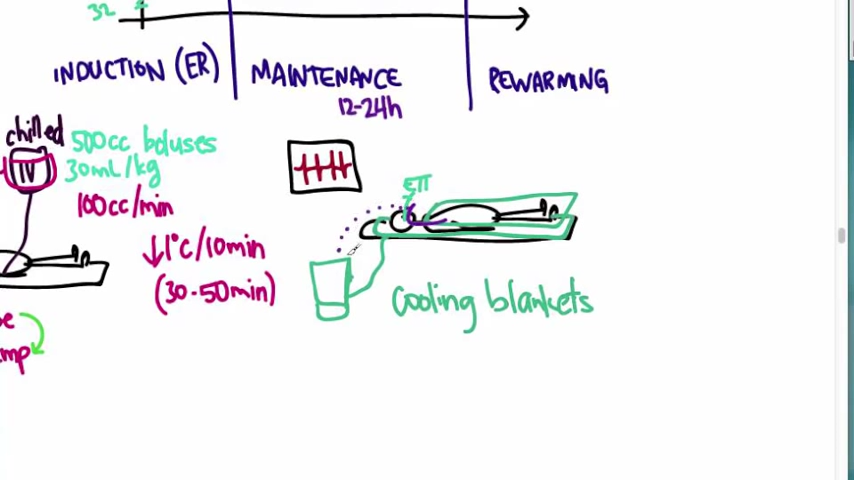 32
INDUCTION (ER)
MAINTENANCE
12-24h
REWARMING
chilled
IV
500cc boluses
30mL/kg
100cc/min
↓1°c/10min
(30-50min)
ETT
cooling blankets